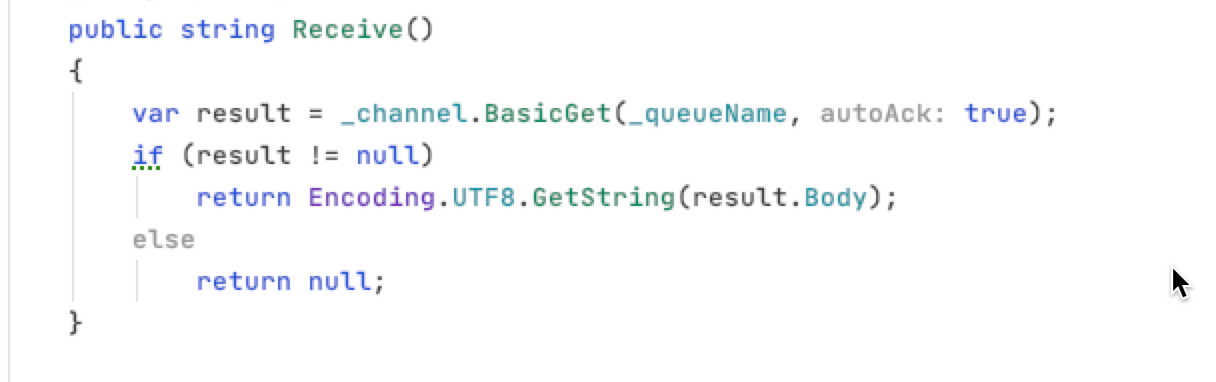 public string Receive()
{
var result = _channel.BasicGet(_queueName, autoAck: true);
if (result != null)
return Encoding.UTF8.GetString(result.Body);
else
return null;
}